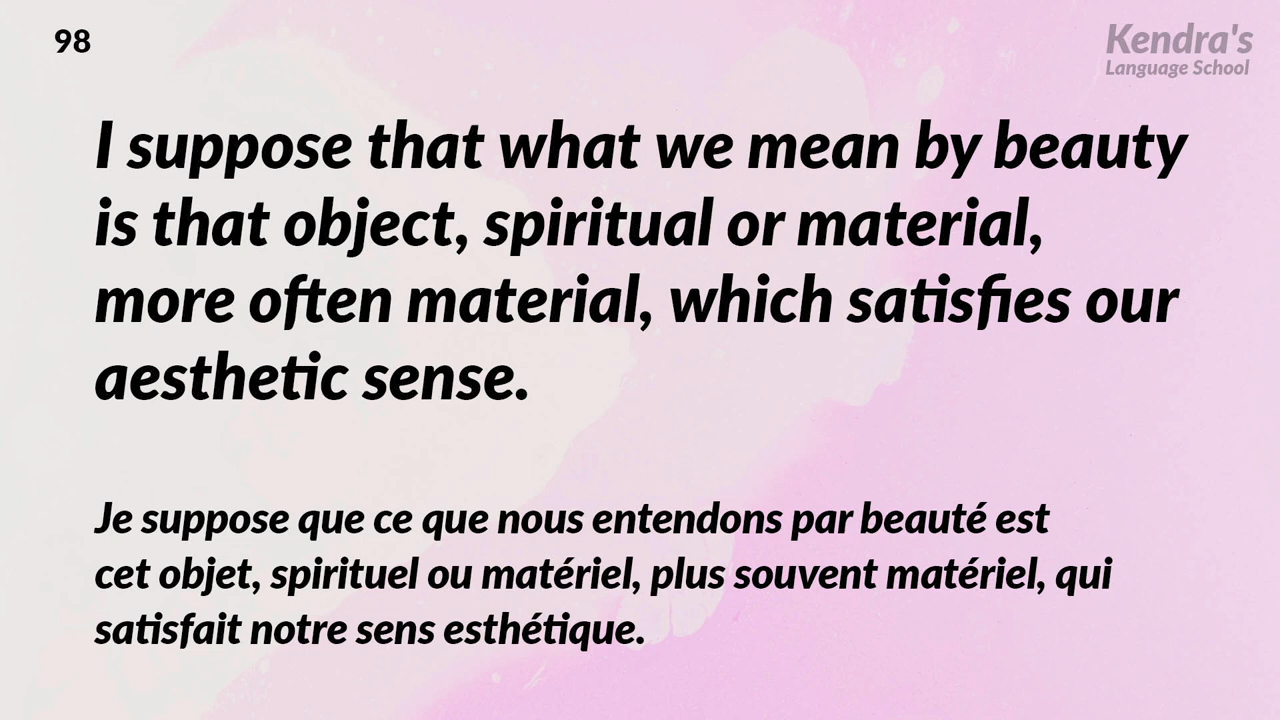 98
Kendra's
Language School
I suppose that what we mean by beauty
is that object, spiritual or material,
more often material, which satisfies our
aesthetic sense.
Je suppose que ce que nous entendons par beauté est
cet objet, spirituel ou matériel, plus souvent matériel, qui
satisfait notre sens esthétique.